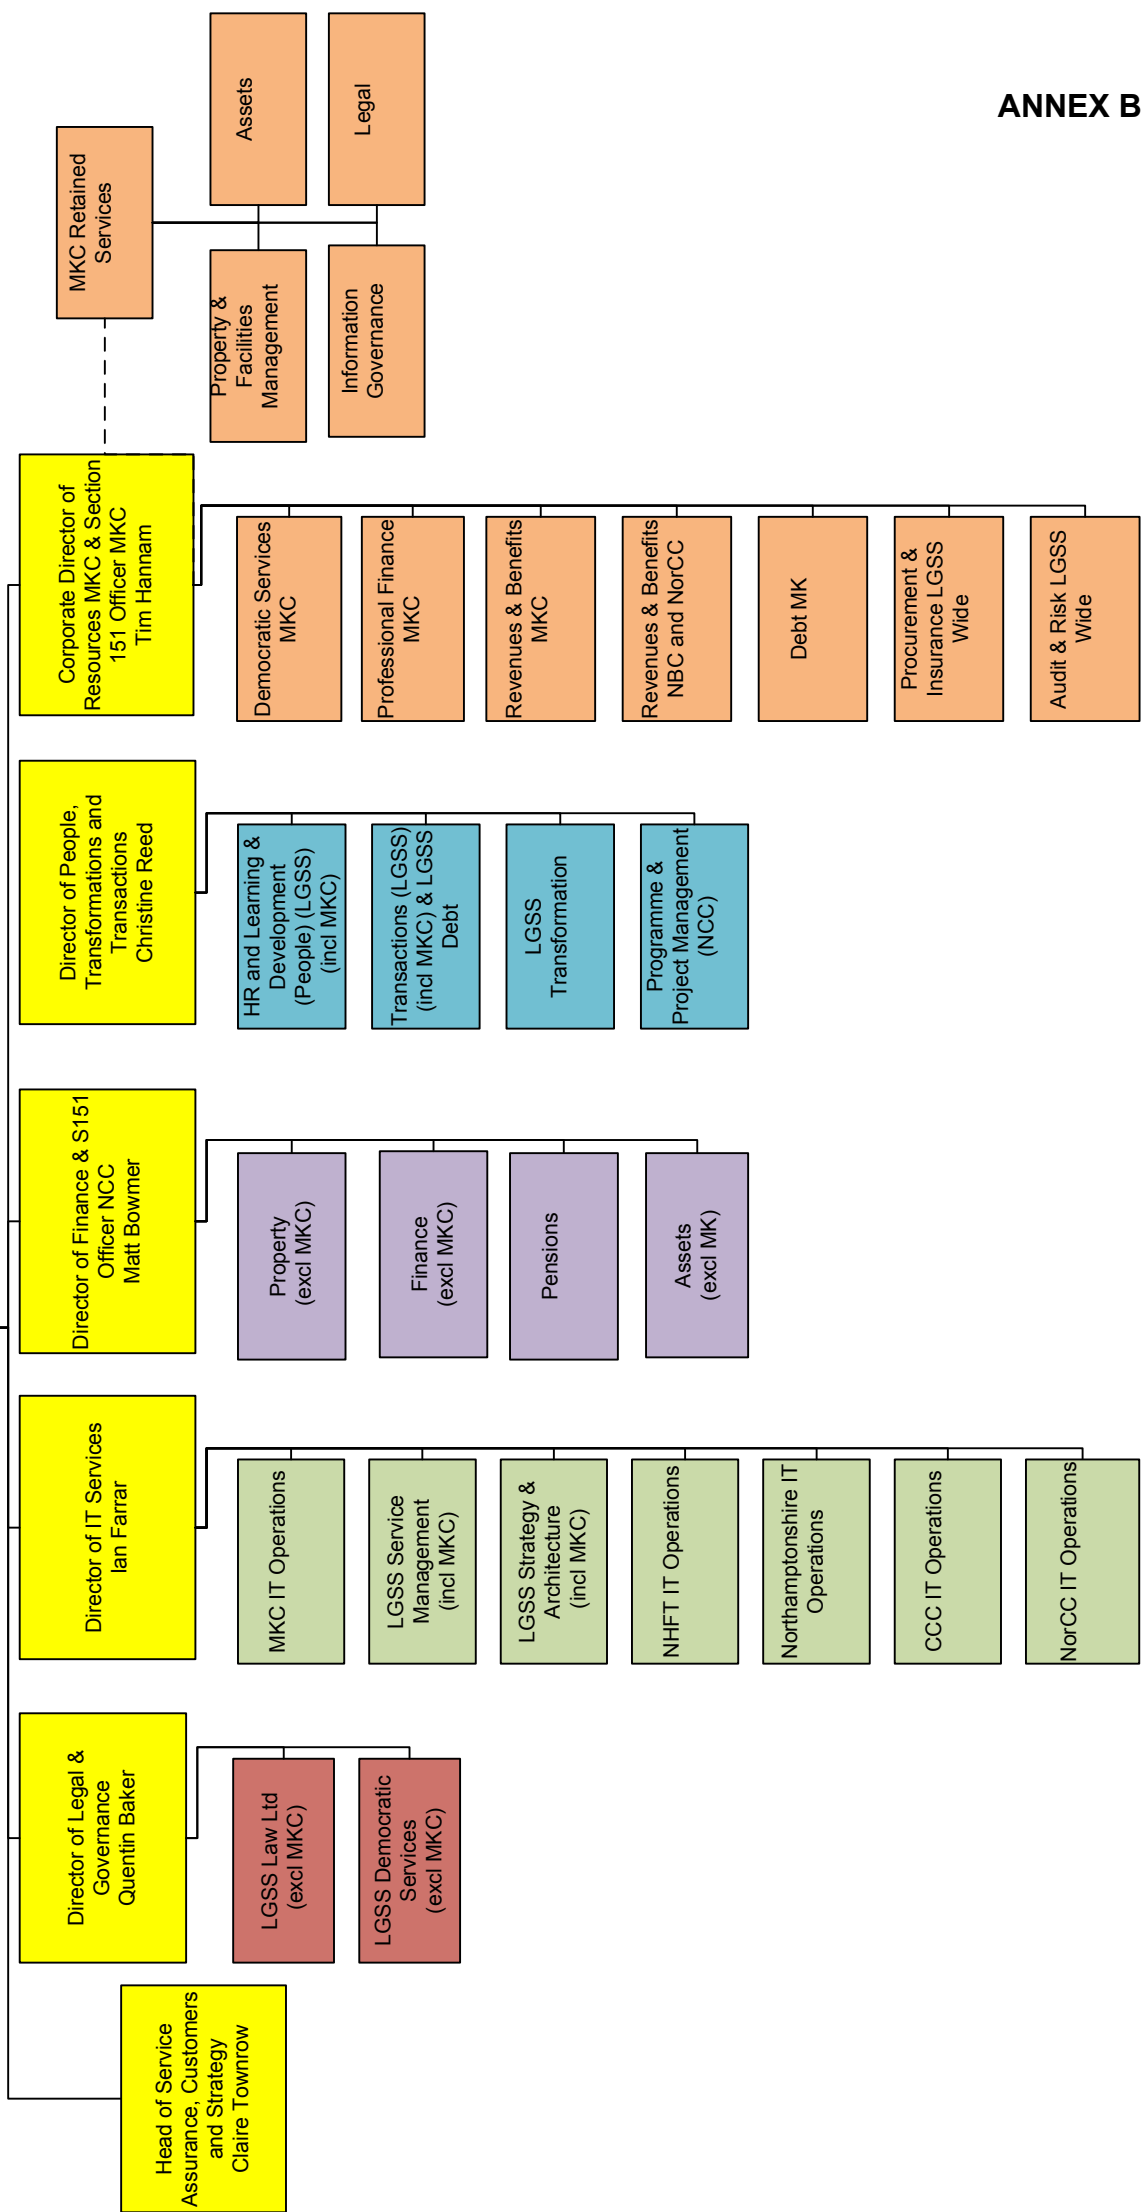 ANNEX B
Head of Service
Assurance, Customers
and Strategy
Claire Townrow
Director of Legal &
Governance
Quentin Baker
LGSS Law Ltd
(excl MKC)
LGSS Democratic
Services
(excl MKC)
Director of IT Services
Ian Farrar
MKC IT Operations
LGSS Service
Management
(incl MKC)
LGSS Strategy &
Architecture
(incl MKC)
NHFT IT Operations
Northamptonshire IT
Operations
CCC IT Operations
NorCC IT Operations
Director of Finance & S151
Officer NCC
Matt Bowmer
Property
(excl MKC)
Finance
(excl MKC)
Pensions
Assets
(excl MK)
Director of People,
Transformations and
Transactions
Christine Reed
HR and Learning &
Development
(People) (LGSS)
(incl MKC)
Transactions (LGSS)
(incl MKC) & LGSS
Debt
LGSS
Transformation
Programme &
Project Management
(NCC)
Corporate Director of
Resources MKC & Section
151 Officer MKC
Tim Hannam
Democratic Services
MKC
Professional Finance
MKC
Revenues & Benefits
MKC
Revenues & Benefits
NBC and NorCC
Debt MK
Procurement &
Insurance LGSS
Wide
Audit & Risk LGSS
Wide
MKC Retained
Services
Property &
Facilities
Management
Assets
Information
Governance
Legal